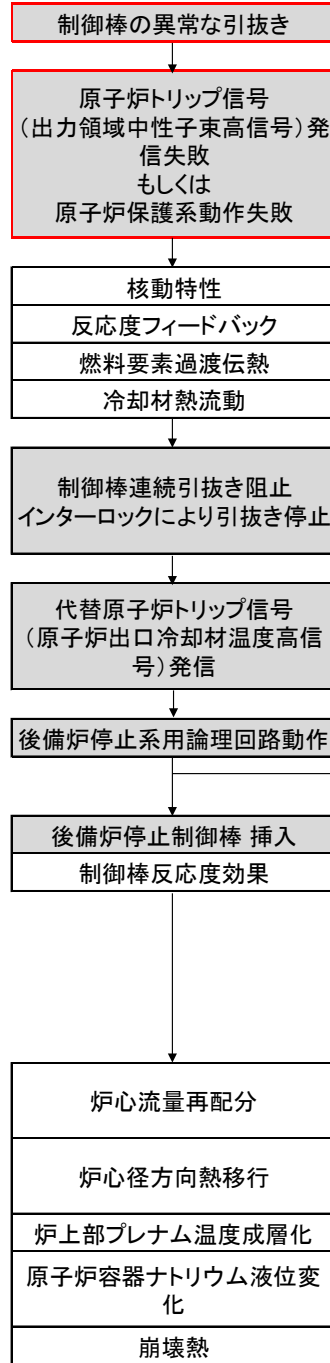 制御棒の異常な引抜き
原子炉トリップ信号
（出力領域中性子束高信号）発
信失敗
もしくは
原子炉保護系動作失敗
核動特性
反応度フィードバック
燃料要素過渡伝熱
冷却材熱流動
制御棒連続引抜き阻止
インターロックにより引抜き停止
代替原子炉トリップ信号
（原子炉出口冷却材温度高信
号）発信
後備炉停止系用論理回路動作
後備炉停止制御棒 挿入
制御棒反応度効果
炉心流量再配分
炉心径方向熱移行
炉上部プレナム温度成層化
原子炉容器ナトリウム液位変
化
崩壊熱